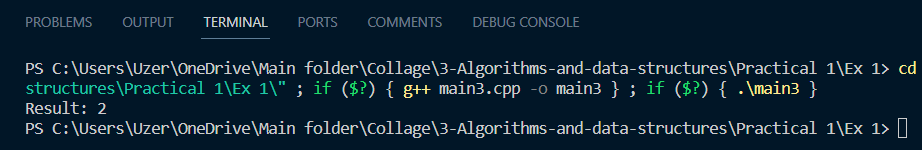 PROBLEMS OUTPUT TERMINAL PORTS COMMENTS DEBUG CONSOLE
PS C:\Users\Uzer\OneDrive\Main folder\Collage\3-Algorithms-and-data-structures\Practical 1\Ex 1> cd
structures\Practical 1\Ex 1\" ; if ($?) { g++ main3.cpp -o main3 } ; if ($?) { .\main3 }
Result: 2
PS C:\Users\Uzer\OneDrive\Main folder\Collage\3-Algorithms-and-data-structures\Practical 1\Ex 1>